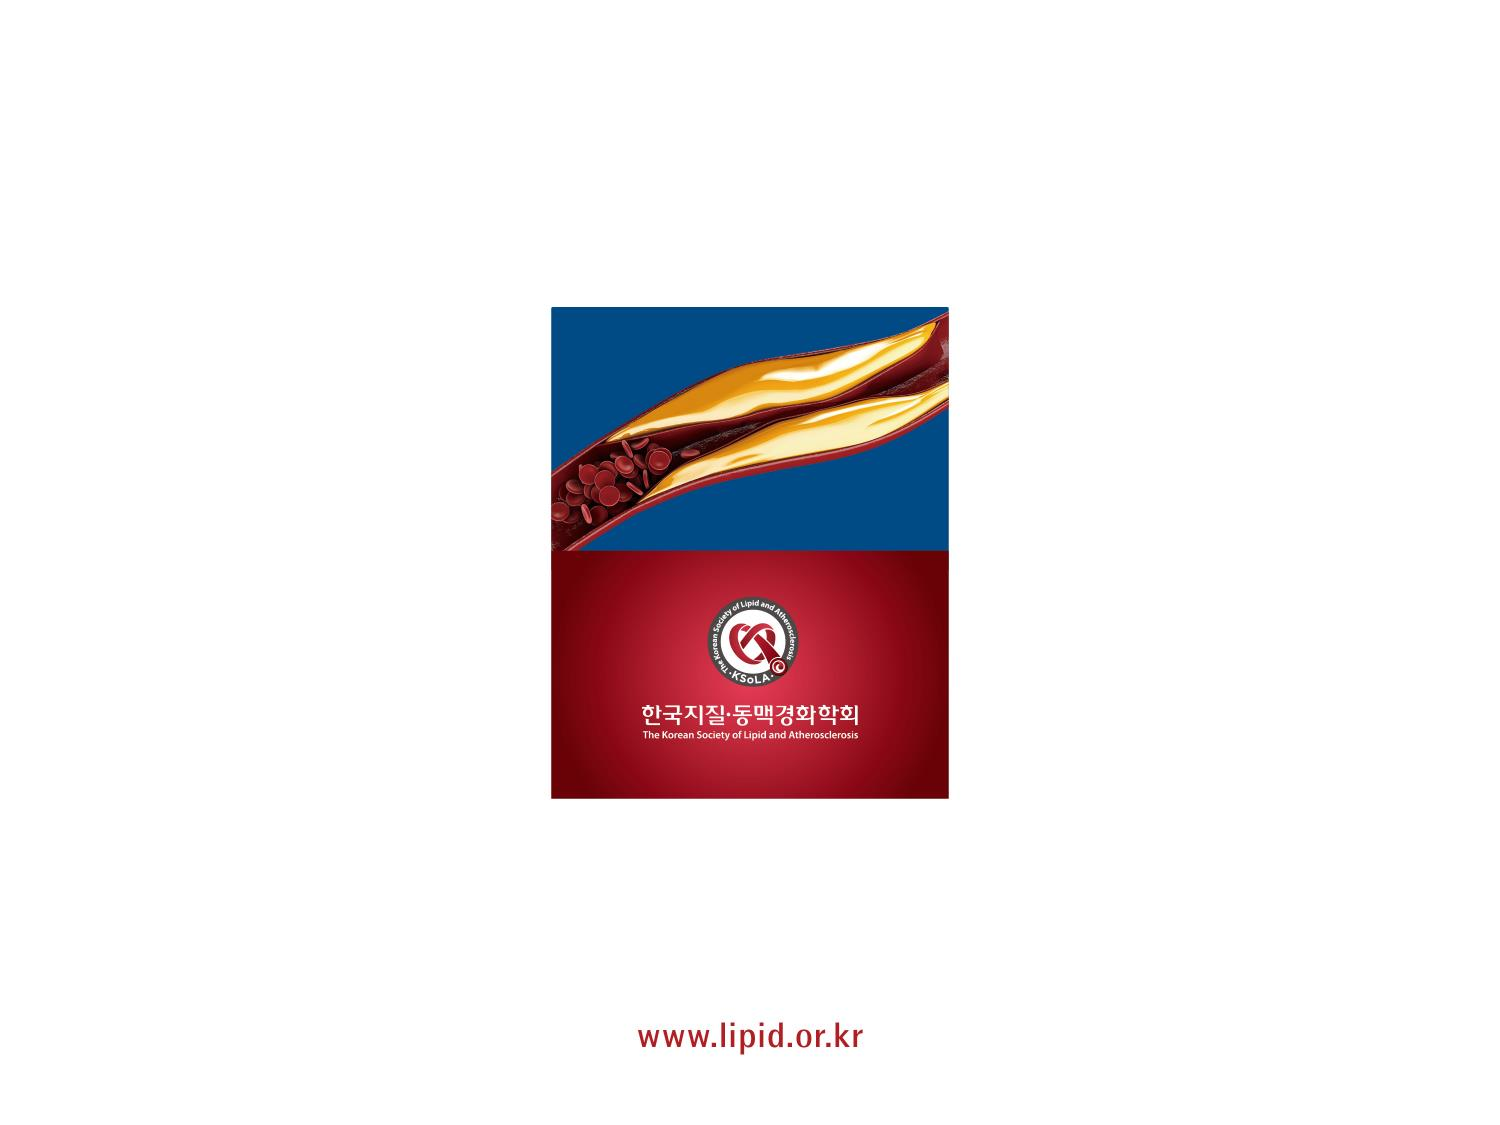 The Korean Society of Lipid and Atherosclerosis
·KSoLA·
한국지질·동맥경화학회
The Korean Society of Lipid and Atherosclerosis
www.lipid.or.kr